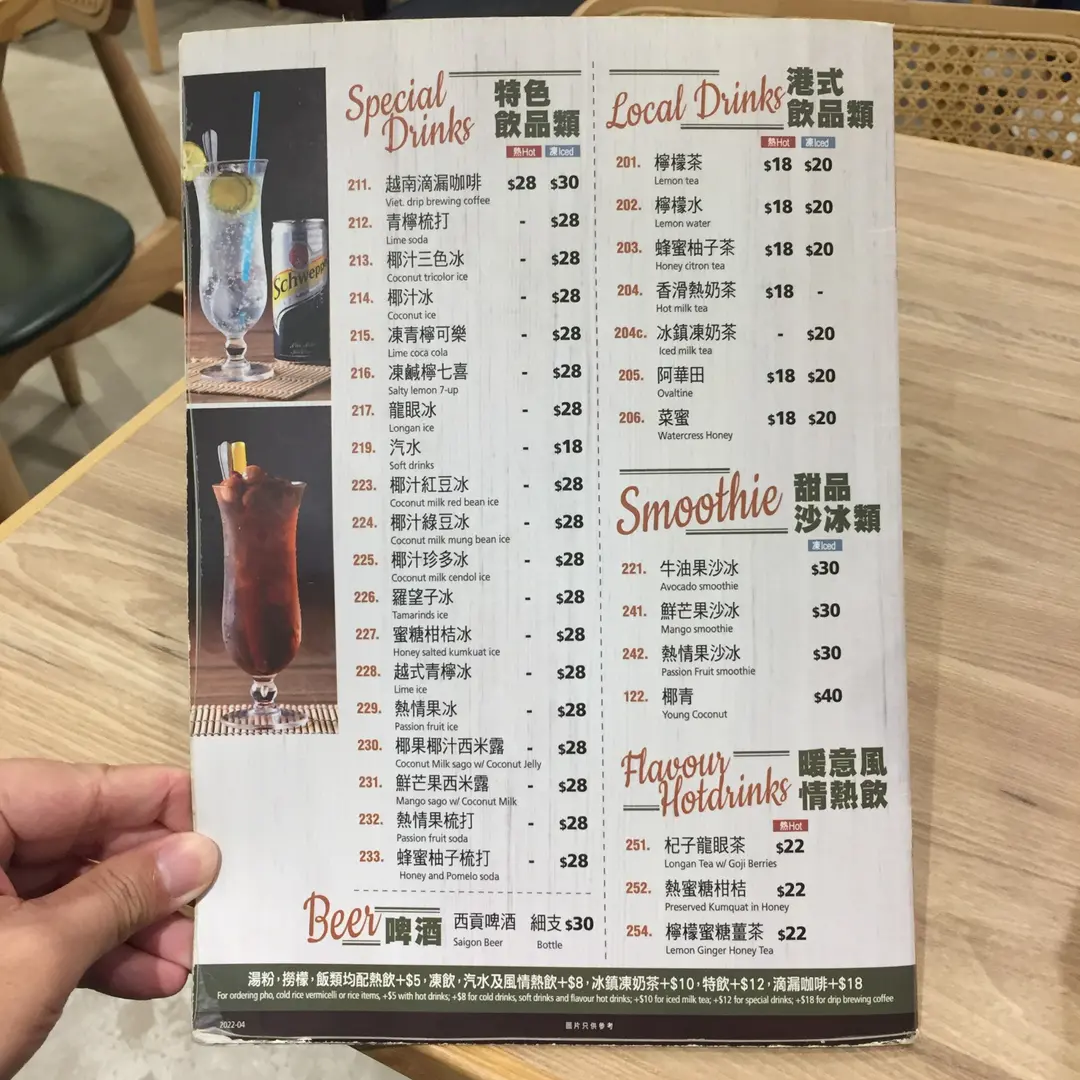 Special
Drinks
特色
飲品類
熱Hot 凍Iced
211. 越南滴漏咖啡 $28 $30
Viet. drip brewing coffee
212. 青檸梳打 - $28
Lime soda
213. 椰汁三色冰 - $28
Coconut tricolor ice
214. 椰汁冰 - $28
Coconut ice
215. 凍青檸可樂 - $28
Lime coca cola
216. 凍鹹檸七喜 - $28
Salty lemon 7-up
217. 龍眼冰 - $28
Longan ice
219. 汽水 - $18
Soft drinks
223. 椰汁紅豆冰 - $28
Coconut milk red bean ice
224. 椰汁綠豆冰 - $28
Coconut milk mung bean ice
225. 椰汁珍多冰 - $28
Coconut milk cendol ice
226. 羅望子冰 - $28
Tamarinds ice
227. 蜜糖柑桔冰 - $28
Honey salted kumkuat ice
228. 越式青檸冰 - $28
Lime ice
229. 熱情果冰 - $28
Passion fruit ice
230. 椰果椰汁西米露 - $28
Coconut Milk sago w/ Coconut Jelly
231. 鮮芒果西米露 - $28
Mango sago w/ Coconut Milk
232. 熱情果梳打 - $28
Passion fruit soda
233. 蜂蜜柚子梳打 - $28
Honey and Pomelo soda
Beer 啤酒 西貢啤酒 細支 $30
Saigon Beer Bottle
Local Drinks
港式
飲品類
熱Hot 凍Iced
201. 檸檬茶 $18 $20
Lemon tea
202. 檸檬水 $18 $20
Lemon water
203. 蜂蜜柚子茶 $18 $20
Honey citron tea
204. 香滑熱奶茶 $18 -
Hot milk tea
204c. 冰鎮凍奶茶 - $20
Iced milk tea
205. 阿華田 $18 $20
Ovaltine
206. 菜蜜 $18 $20
Watercress Honey
Smoothie
甜品
沙冰類
凍Iced
221. 牛油果沙冰 $30
Avocado smoothie
241. 鮮芒果沙冰 $30
Mango smoothie
242. 熱情果沙冰 $30
Passion Fruit smoothie
122. 椰青 $40
Young Coconut
Flavour
Hotdrinks
暖意風
情熱飲
熱Hot
251. 杞子龍眼茶 $22
Longan Tea w/ Goji Berries
252. 熱蜜糖柑桔 $22
Preserved Kumquat in Honey
254. 檸檬蜜糖薑茶 $22
Lemon Ginger Honey Tea
湯粉，撈檬，飯類均配熱飲+$5，凍飲，汽水及風情熱飲+$8，冰鎮凍奶茶+$10，特飲+$12，滴漏咖啡+$18
For ordering pho, cold rice vermicelli or rice items, +$5 with hot drinks; +$8 for cold drinks, soft drinks and flavour hot drinks; +$10 for iced milk tea; +$12 for special drinks; +$18 for drip brewing coffee
2022-04 圖片只供參考
Schweppes